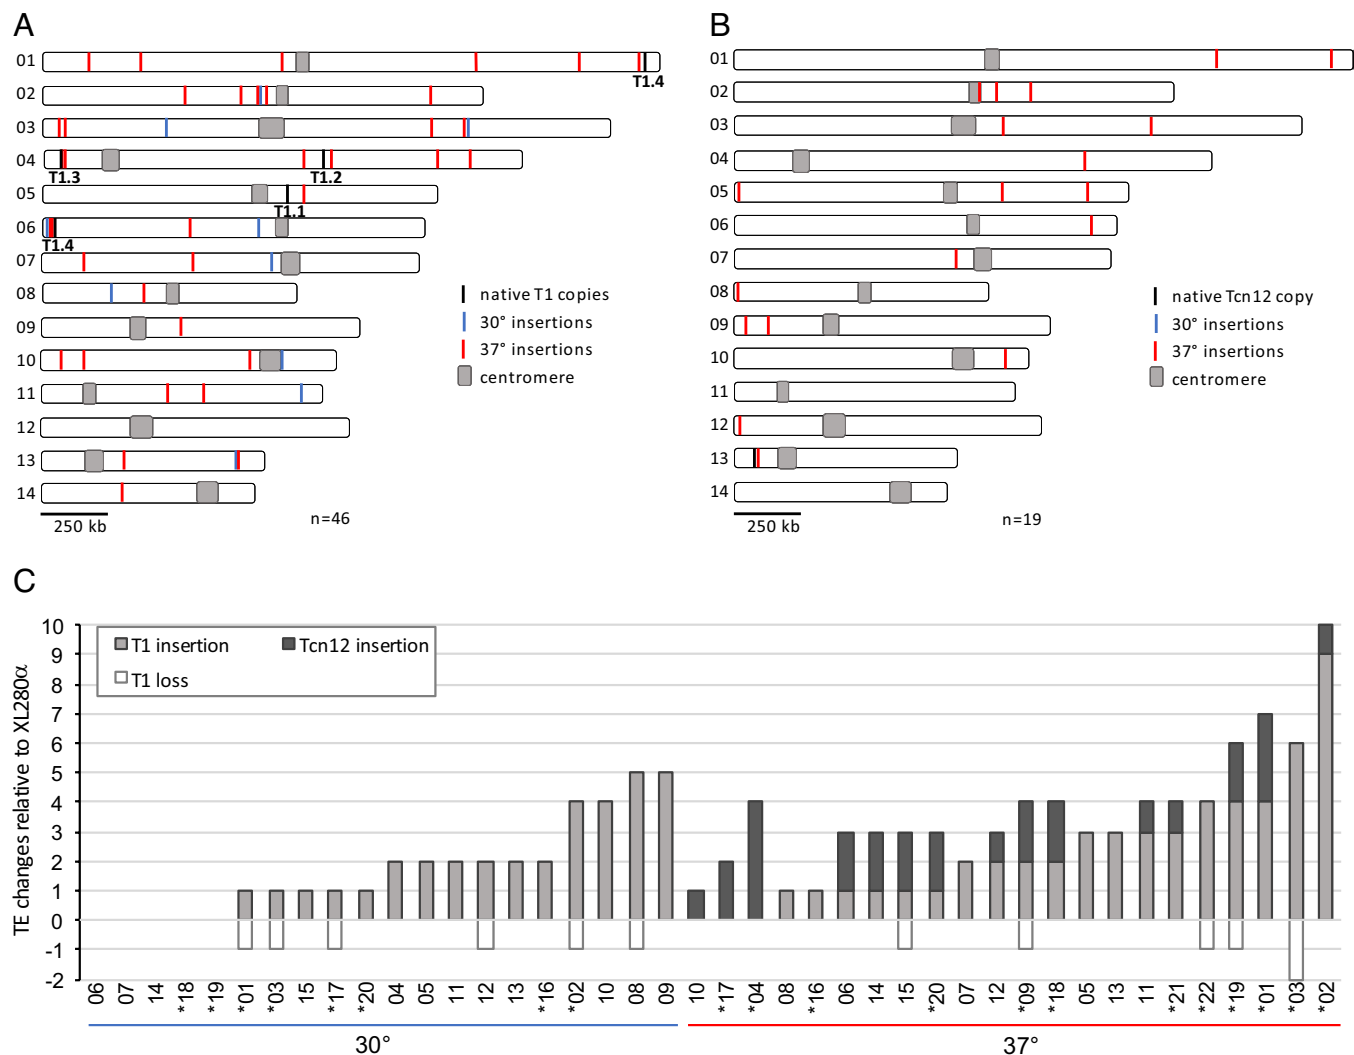 A
01
T1.4
02
03
04
T1.3
T1.2
05
T1.1
06
T1.4
07
08
09
10
11
12
13
14
native T1 copies
30° insertions
37° insertions
centromere
250 kb
n=46
B
01
02
03
04
05
06
07
08
09
10
11
12
13
14
native Tcn12 copy
30° insertions
37° insertions
centromere
250 kb
n=19
C
TE changes relative to XL280α
10
9
8
7
6
5
4
3
2
1
0
-1
-2
T1 insertion
Tcn12 insertion
T1 loss
06 07 14 *18 *19 *01 *03 15 *17 *20 04 05 11 12 13 *16 *02 10 08 09 10 *17 *04 08 *16 06 14 15 *20 07 12 *09 *18 05 13 11 *21 *22 *19 *01 *03 *02
30°
37°